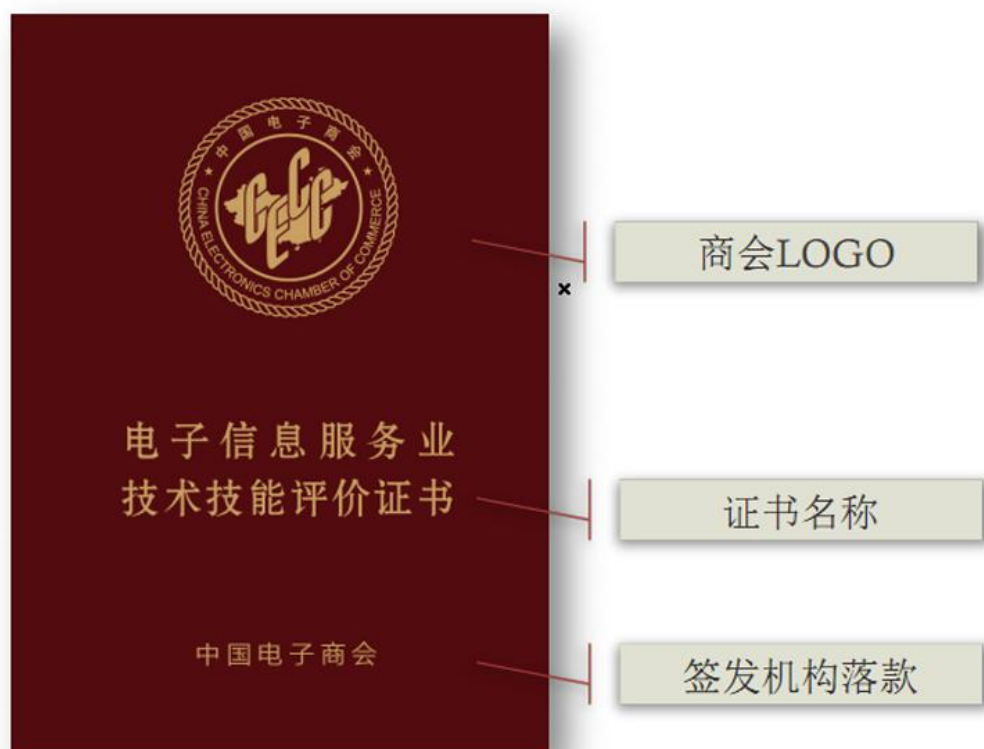 中国电子商会
CHINA ELECTRONICS CHAMBER OF COMMERCE
CECC
商会LOGO
电子信息服务业
技术技能评价证书
证书名称
中国电子商会
签发机构落款